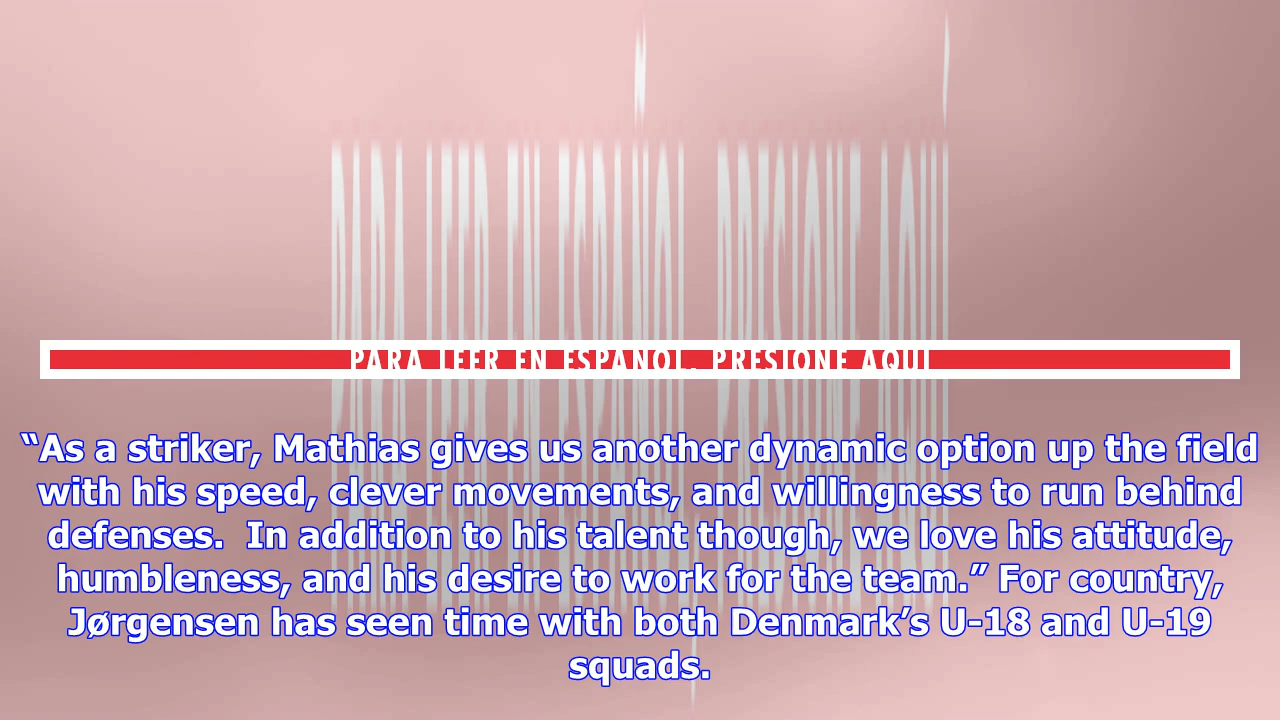 PARA LEER EN ESPAÑOL, PRESIONE AQUÍ
“As a striker, Mathias gives us another dynamic option up the field
with his speed, clever movements, and willingness to run behind
defenses.  In addition to his talent though, we love his attitude,
humbleness, and his desire to work for the team.” For country,
Jørgensen has seen time with both Denmark’s U-18 and U-19
squads.